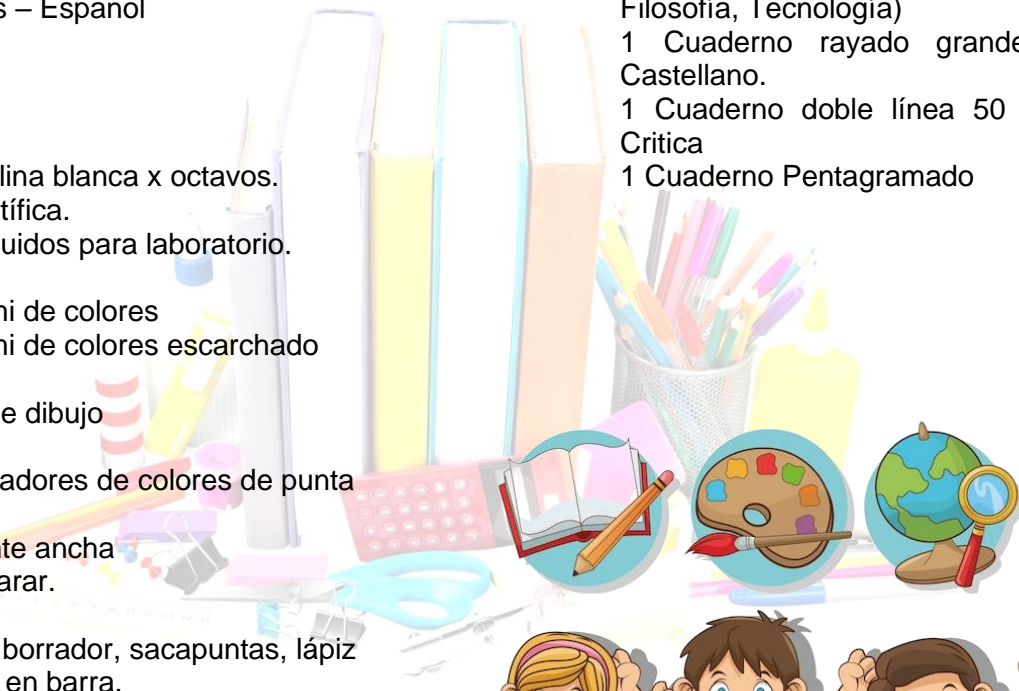 s – Español
lina blanca x octavos.
tífica.
uidos para laboratorio.
ni de colores
ni de colores escarchado
e dibujo
adores de colores de punta
te ancha
arar.
borrador, sacapuntas, lápiz
en barra.
Filosofía, Tecnología)
1 Cuaderno rayado grande
Castellano.
1 Cuaderno doble línea 50
Critica
1 Cuaderno Pentagramado